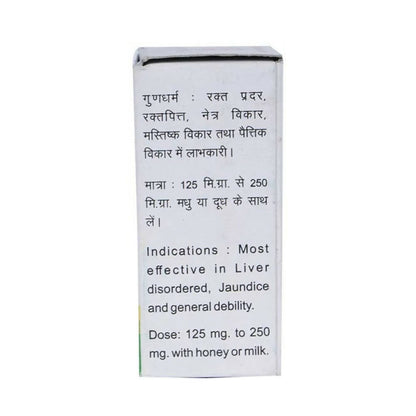 गुणधर्म : रक्त प्रदर,
रक्तपित्त, नेत्र विकार,
मस्तिष्क विकार तथा पैत्तिक
विकार में लाभकारी।
मात्रा : 125 मि.ग्रा. से 250
मि.ग्रा. मधु या दूध के साथ
लें।
Indications : Most
effective in Liver
disordered, Jaundice
and general debility.
Dose: 125 mg. to 250
mg. with honey or milk.